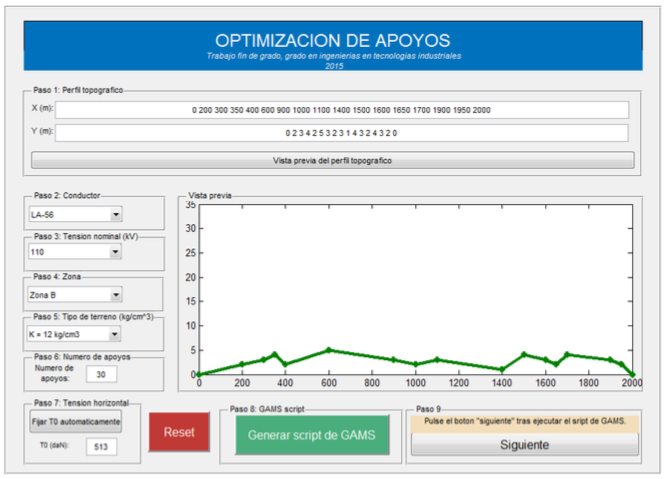 OPTIMIZACION DE APOYOS
Trabajo fin de grado, grado en ingenierias en tecnologias industriales
2015
Paso 1: Perfil topografico
X (m): 0 200 300 350 400 600 900 1000 1100 1400 1500 1600 1650 1700 1900 1950 2000
Y (m): 0 2 3 4 2 5 3 2 3 1 4 3 2 4 3 2 0
Vista previa del perfil topografico
Paso 2: Conductor
LA-56
Paso 3: Tension nominal (kV)
110
Paso 4: Zona
Zona B
Paso 5: Tipo de terreno (kg/cm^3)
K = 12 kg/cm3
Paso 6: Numero de apoyos
Numero de
apoyos: 30
Vista previa
35
30
25
20
15
10
5
0
0 200 400 600 800 1000 1200 1400 1600 1800 2000
Paso 7: Tension horizontal
Fijar T0 automaticamente
T0 (daN): 513
Reset
Paso 8: GAMS script
Generar script de GAMS
Paso 9
Pulse el boton "siguiente" tras ejecutar el sript de GAMS.
Siguiente